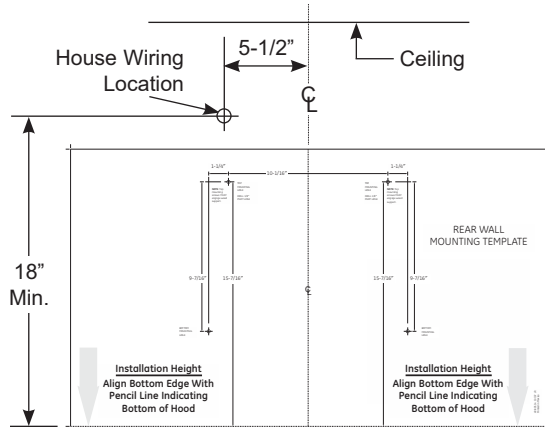 5-1/2”
House Wiring
Location
Ceiling
CL
1-1/4"
10-1/16"
1-1/4"
REAR WALL
MOUNTING TEMPLATE
18”
Min.
9-7/16"
15-7/16"
CL
15-7/16"
9-7/16"
Installation Height
Align Bottom Edge With
Pencil Line Indicating
Bottom of Hood
Installation Height
Align Bottom Edge With
Pencil Line Indicating
Bottom of Hood